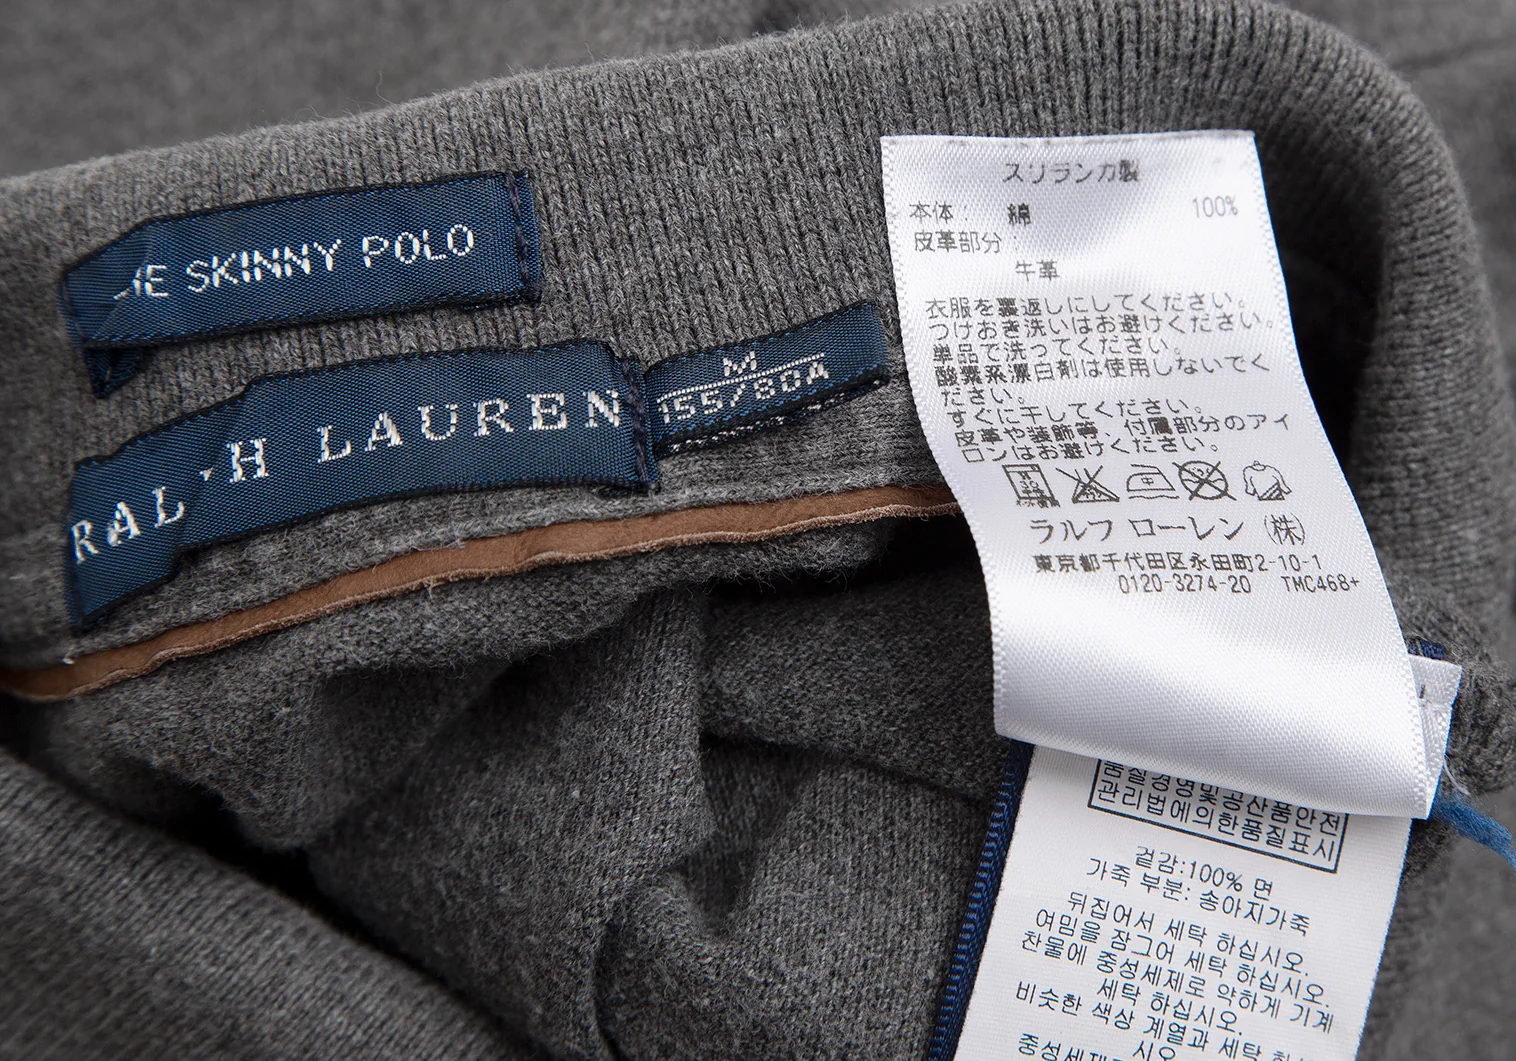 SKINNY POLO
RALPH LAUREN
M
155/80A
スリランカ製
本体: 綿 100%
皮革部分:
牛革
衣服を裏返しにしてください。
つけおき洗いはお避けください。
単品で洗ってください。
酸素系漂白剤は使用しないでく
ださい。
すぐに干してください。
皮革や装飾等、付属部分のアイ
ロンはお避けください。
ラルフ ローレン (株)
東京都千代田区永田町2-10-1
0120-3274-20 TMC468+
품질경영및공산품안전
관리법에의한품질표시
겉감:100% 면
가죽 부분: 송아지가죽
뒤집어서 세탁 하십시오.
여밈을 잠그어 세탁 하십시오.
찬물에 중성세제로 약하게 기계
세탁 하십시오.
비슷한 색상 계열과 세탁
시오.